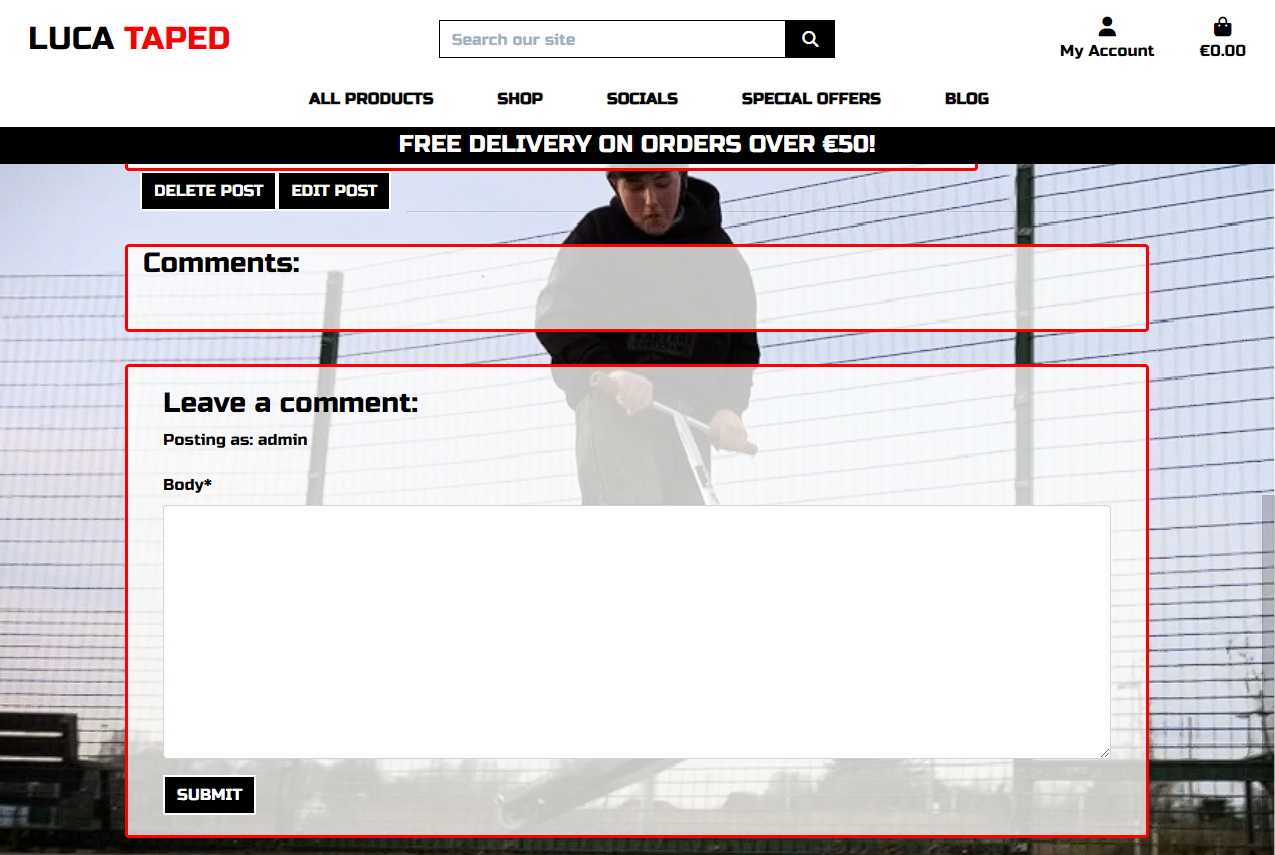 LUCA TAPED
Search our site
My Account
€0.00
ALL PRODUCTS
SHOP
SOCIALS
SPECIAL OFFERS
BLOG
FREE DELIVERY ON ORDERS OVER €50!
DELETE POST
EDIT POST
Comments:
Leave a comment:
Posting as: admin
Body*
SUBMIT